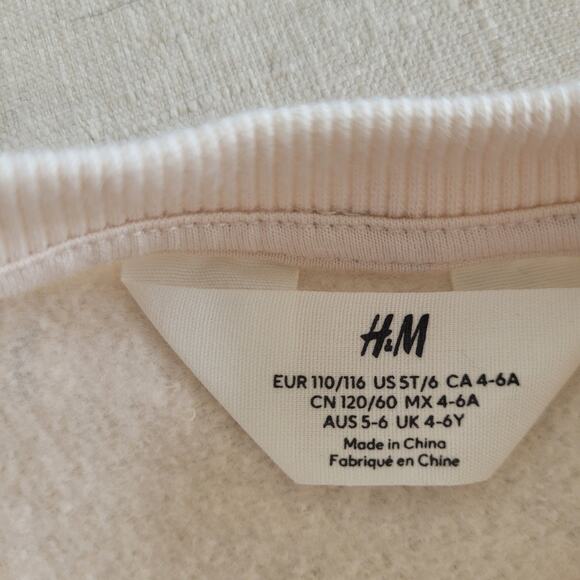 H&M
EUR 110/116 US 5T/6 CA 4-6A
CN 120/60 MX 4-6A
AUS 5-6 UK 4-6Y
Made in China
Fabriqué en Chine